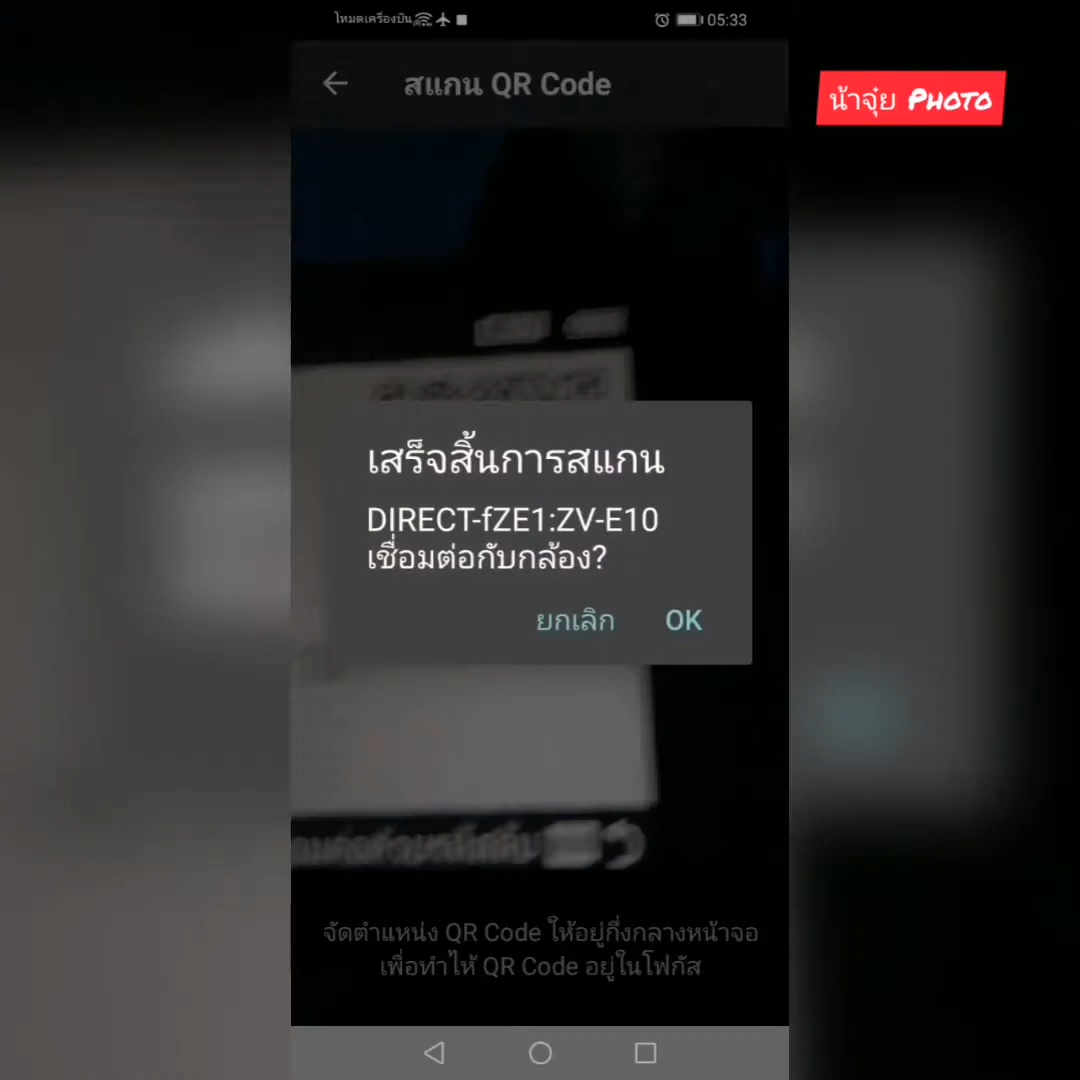 โหมดเครื่องบิน 05:33
สแกน QR Code
น้าจุ๋ย PHOTO
เสร็จสิ้นการสแกน
DIRECT-fZE1:ZV-E10
เชื่อมต่อกับกล้อง?
ยกเลิก OK
จัดตำแหน่ง QR Code ให้อยู่กึ่งกลางหน้าจอ
เพื่อทำให้ QR Code อยู่ในโฟกัส